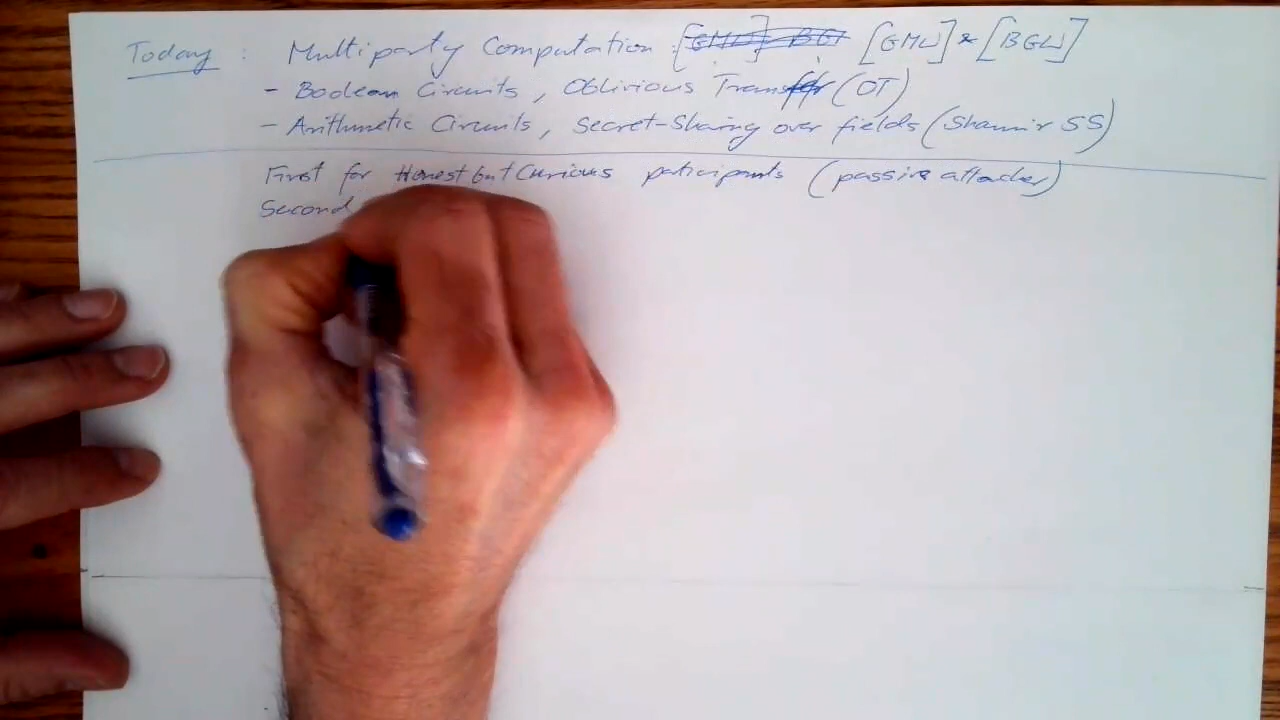 Today : Multiparty Computation : [GMW] & [BGW]
- Boolean Circuits, Oblivious Transfer (OT)
- Arithmetic Circuits, Secret-Sharing over fields (Shamir SS)
First for Honest but Curious participants (passive attacker)
Second